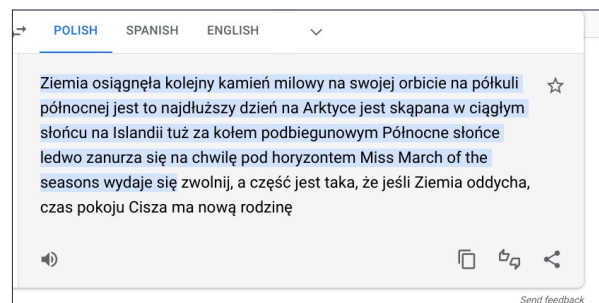 POLISH SPANISH ENGLISH
Ziemia osiągnęła kolejny kamień milowy na swojej orbicie na półkuli
północnej jest to najdłuższy dzień na Arktyce jest skąpana w ciągłym
słońcu na Islandii tuż za kołem podbiegunowym Północne słońce
ledwo zanurza się na chwilę pod horyzontem Miss March of the
seasons wydaje się zwolnij, a część jest taka, że jeśli Ziemia oddycha,
czas pokoju Cisza ma nową rodzinę
Send feedback